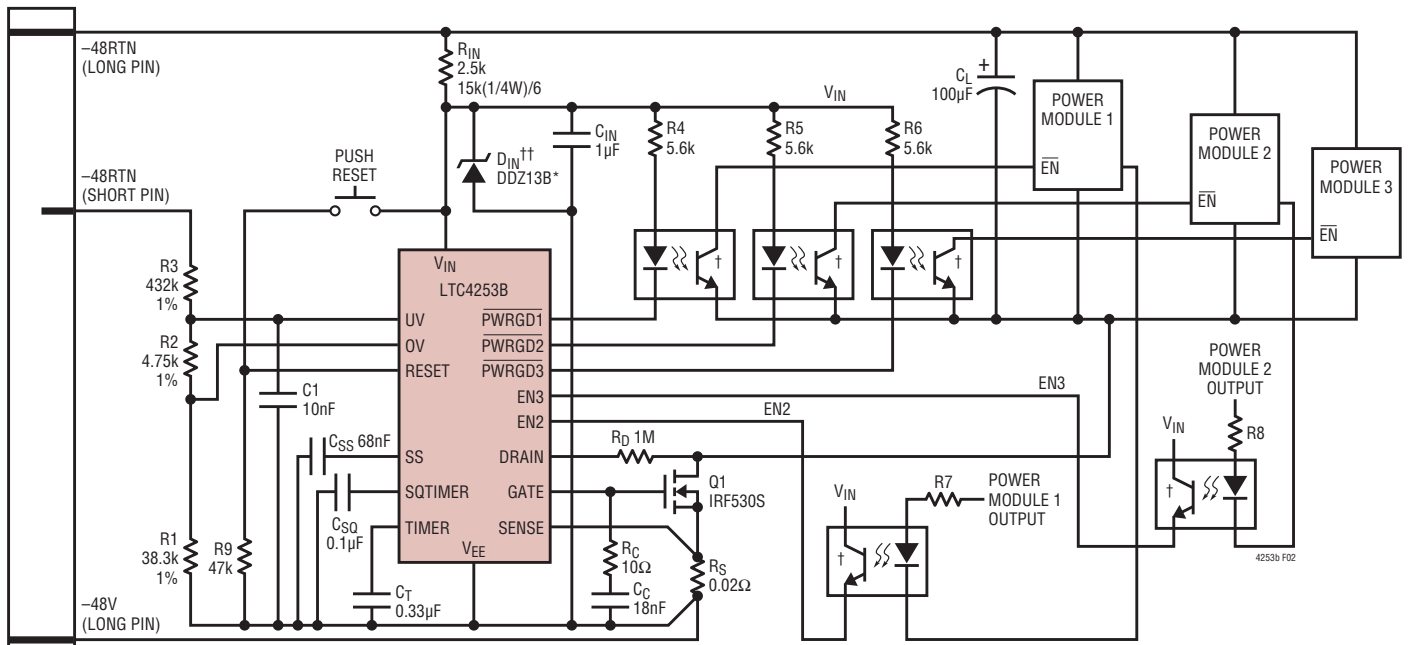 –48RTN
(LONG PIN)
RIN
2.5k
15k(1/4W)/6
CL
100µF
+
POWER
MODULE 1
EN
POWER
MODULE 2
EN
POWER
MODULE 3
EN
VIN
R4
5.6k
R5
5.6k
R6
5.6k
CIN
1µF
DIN††
DDZ13B*
PUSH
RESET
–48RTN
(SHORT PIN)
†
†
†
R3
432k
1%
R2
4.75k
1%
R1
38.3k
1%
R9
47k
C1
10nF
CSS 68nF
CSQ
0.1µF
CT
0.33µF
VIN
LTC4253B
UV
OV
RESET
SS
SQTIMER
TIMER
VEE
PWRGD1
PWRGD2
PWRGD3
EN3
EN2
DRAIN
GATE
SENSE
EN3
EN2
RD 1M
Q1
IRF530S
RC
10Ω
CC
18nF
RS
0.02Ω
VIN
†
R7
POWER
MODULE 1
OUTPUT
POWER
MODULE 2
OUTPUT
R8
VIN
†
4253b F02
–48V
(LONG PIN)